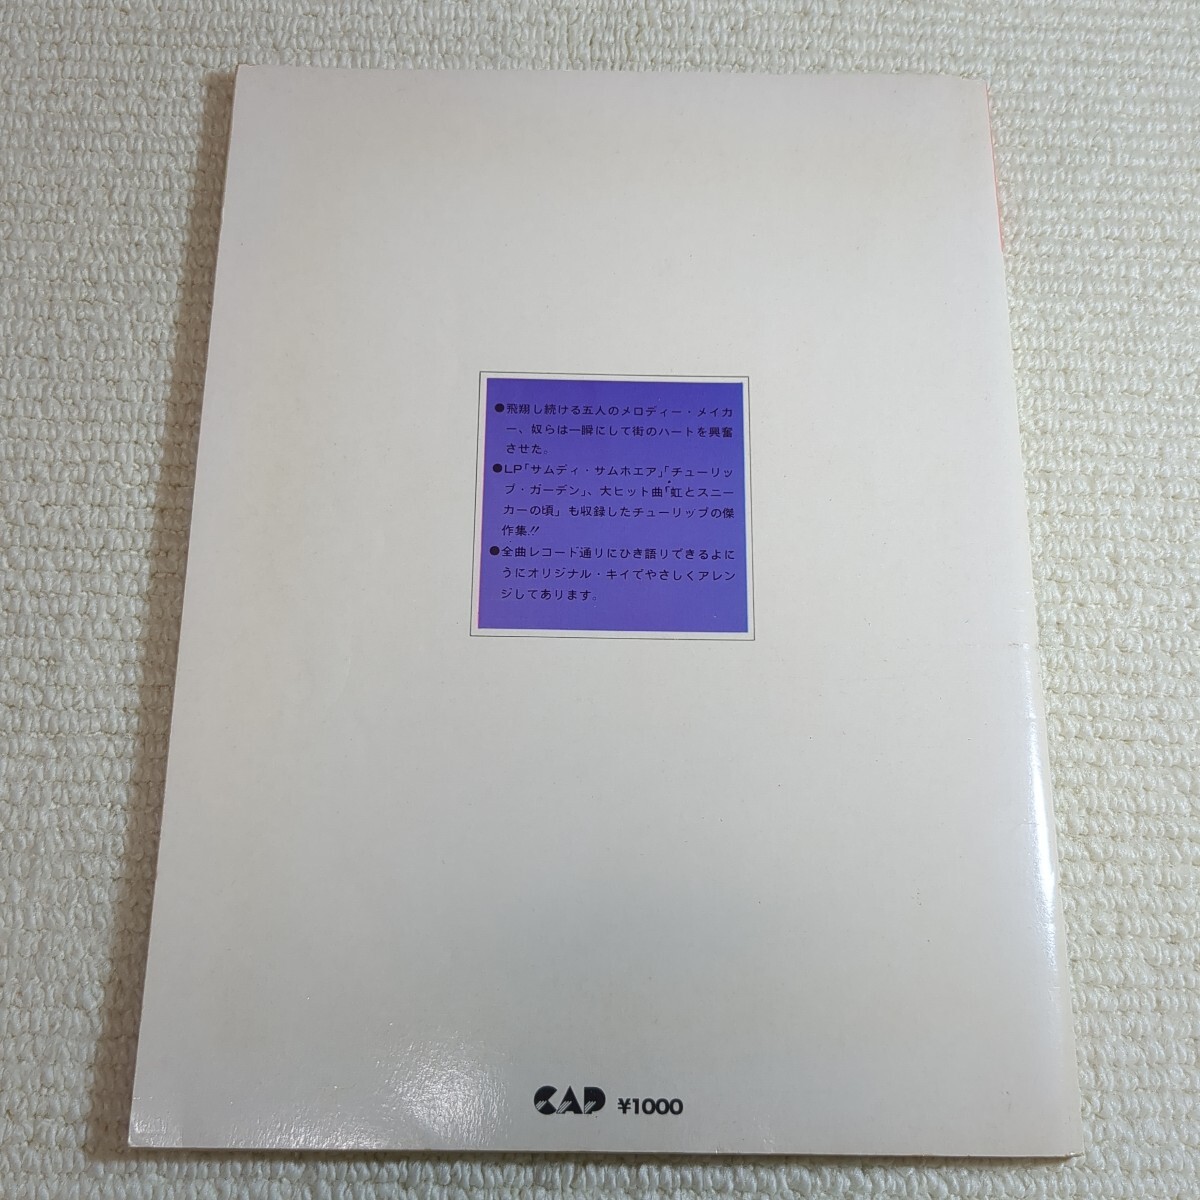 ●飛翔し続ける五人のメロディー・メイカ
ー、奴らは一瞬にして街のハートを興奮
させた。
●LP「サムディ・サムホエア」「チューリッ
プ・ガーデン」、大ヒット曲「虹とスニー
カーの頃」も収録したチューリップの傑
作集!!
●全曲レコード通りにひき語りできるよに
うにオリジナル・キイでやさしくアレン
ジしてあります。
CAP ¥1000